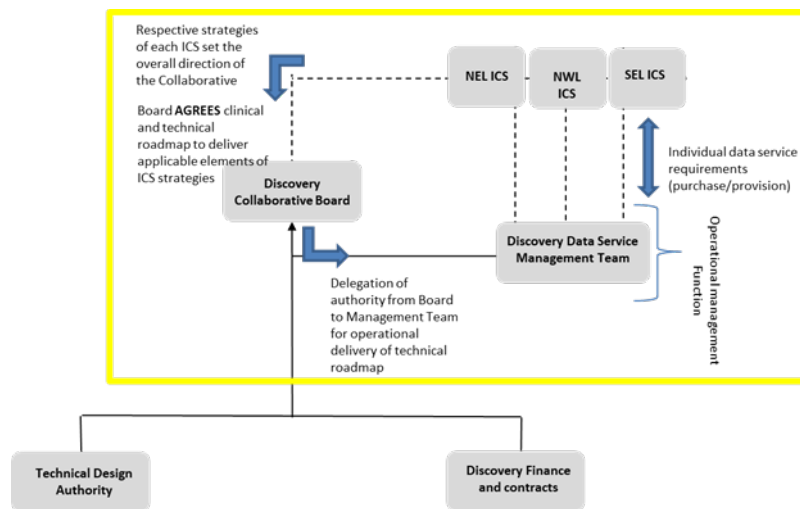 Respective strategies
of each ICS set the
overall direction of
the Collaborative
Board AGREES clinical
and technical
roadmap to deliver
applicable elements of
ICS strategies
NEL ICS
NWL
ICS
SEL ICS
Individual data service
requirements
(purchase/provision)
Discovery
Collaborative Board
Discovery Data Service
Management Team
Operational management
Function
Delegation of
authority from Board
to Management Team
for operational
delivery of technical
roadmap
Technical Design
Authority
Discovery Finance
and contracts